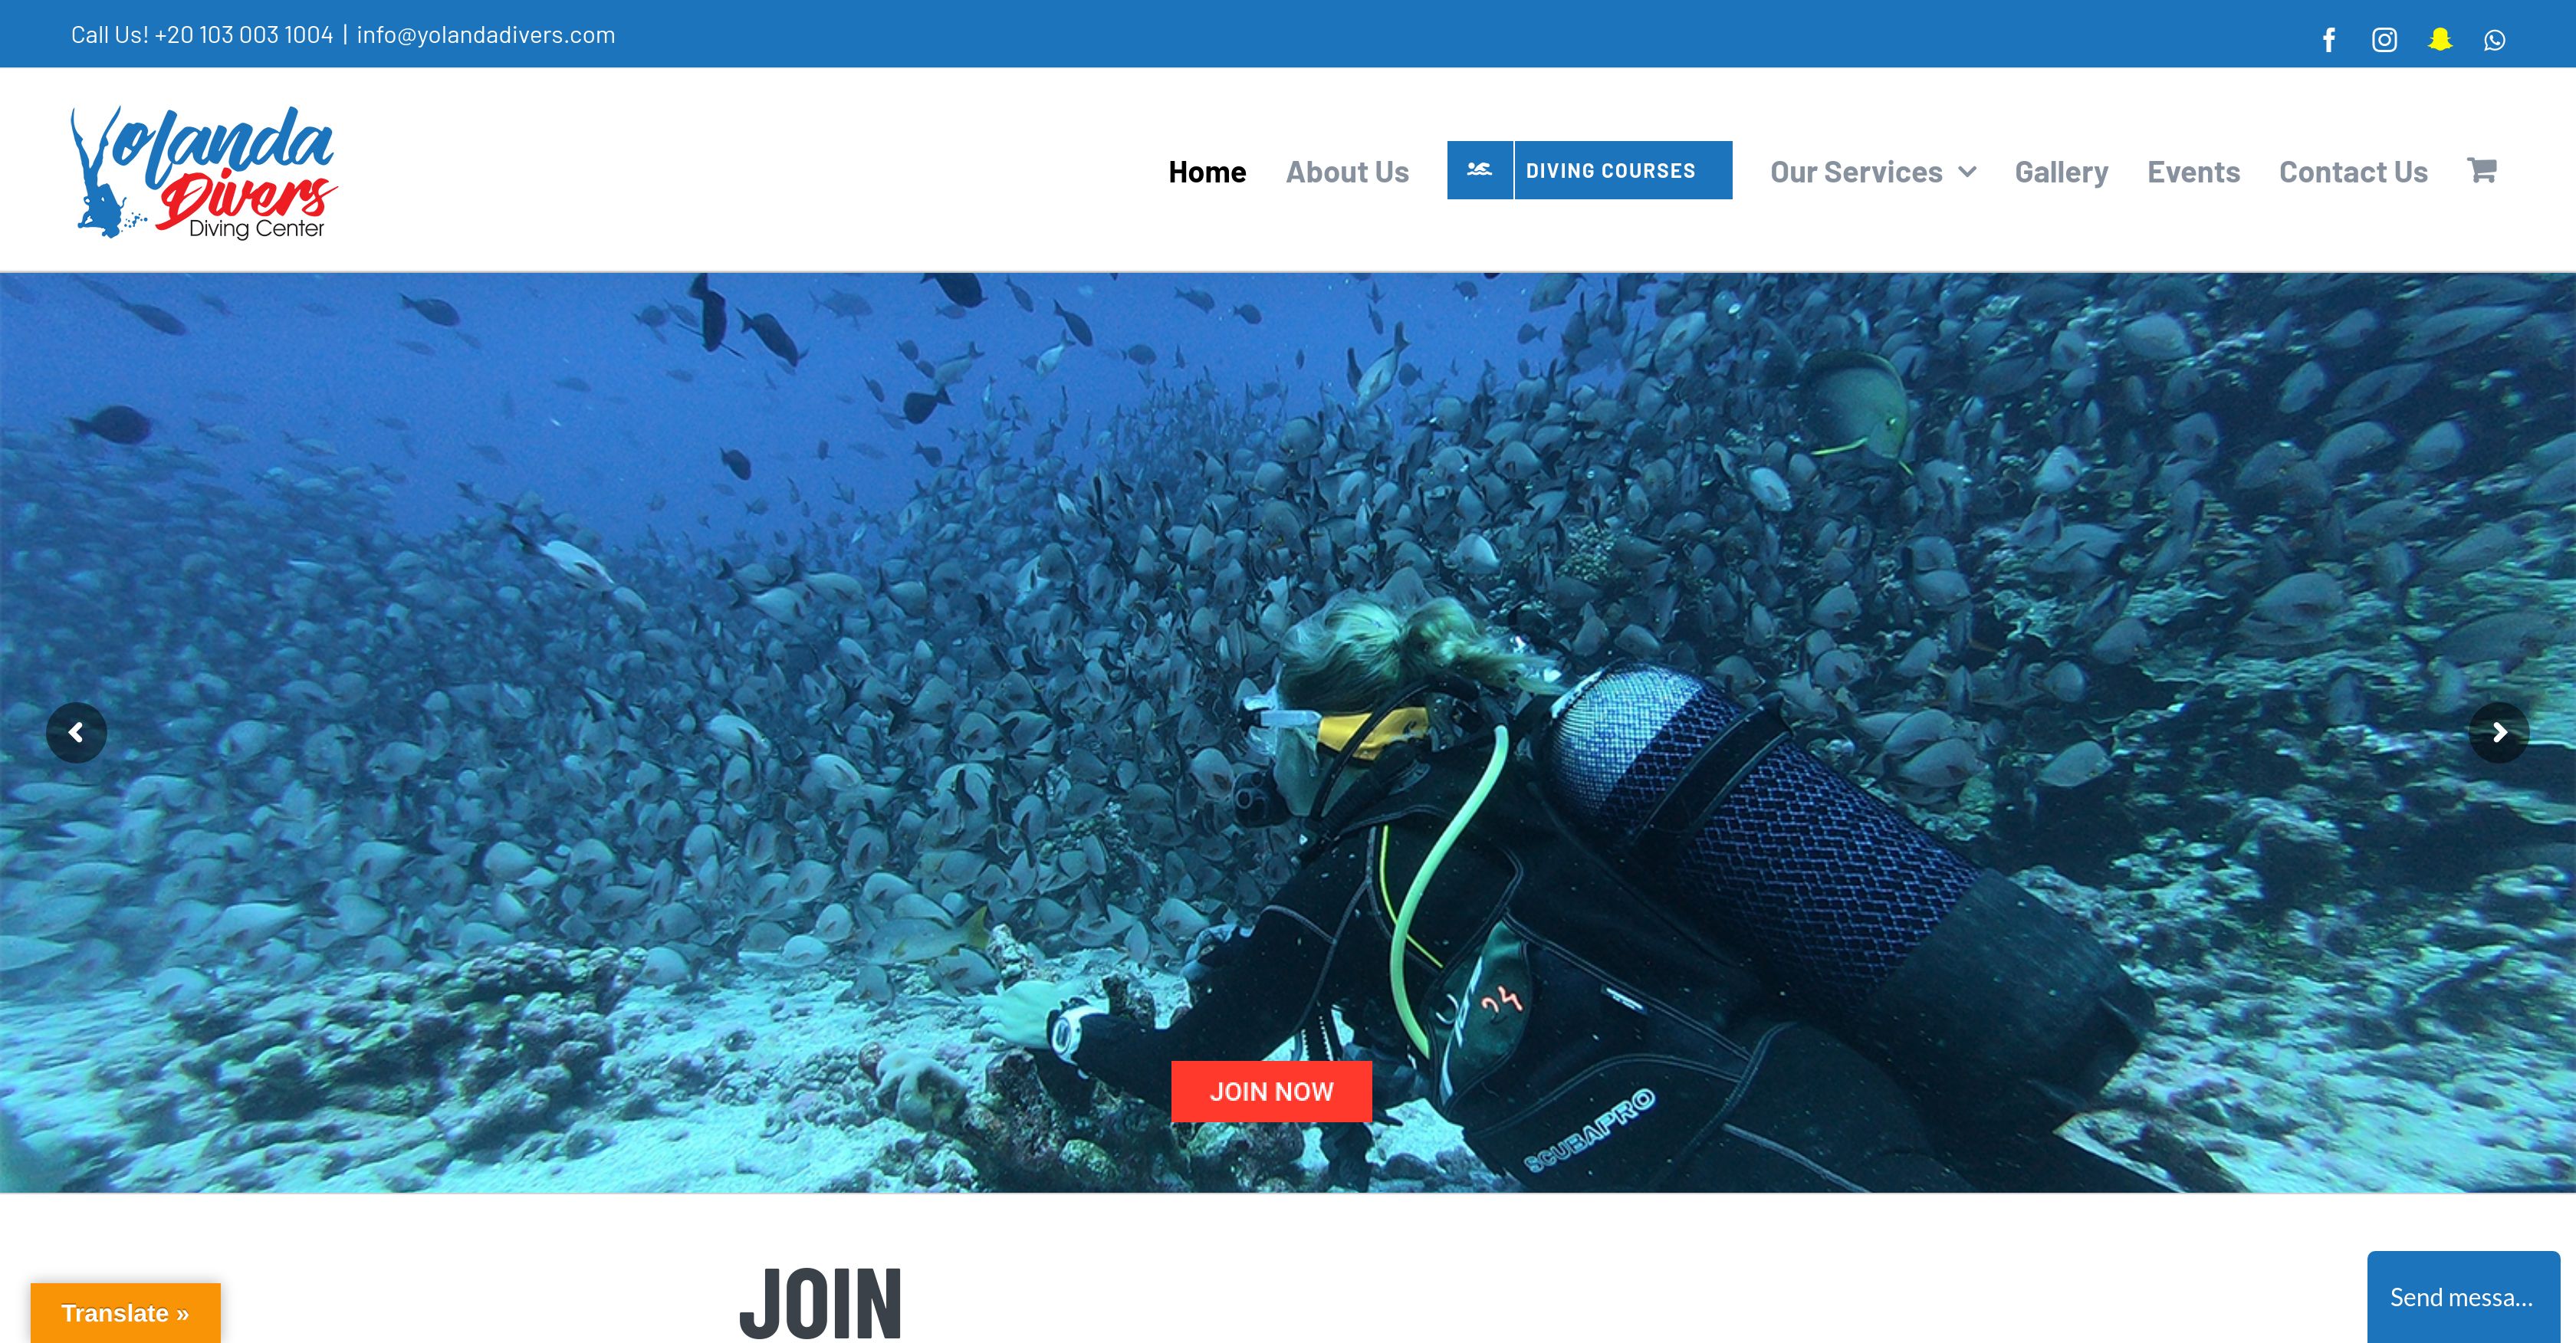 Call Us! +20 103 003 1004 | info@yolandadivers.com
Yolanda
Divers
Diving Center
Home About Us DIVING COURSES Our Services Gallery Events Contact Us
SCUBAPRO
JOIN NOW
JOIN
Translate »
Send messa...